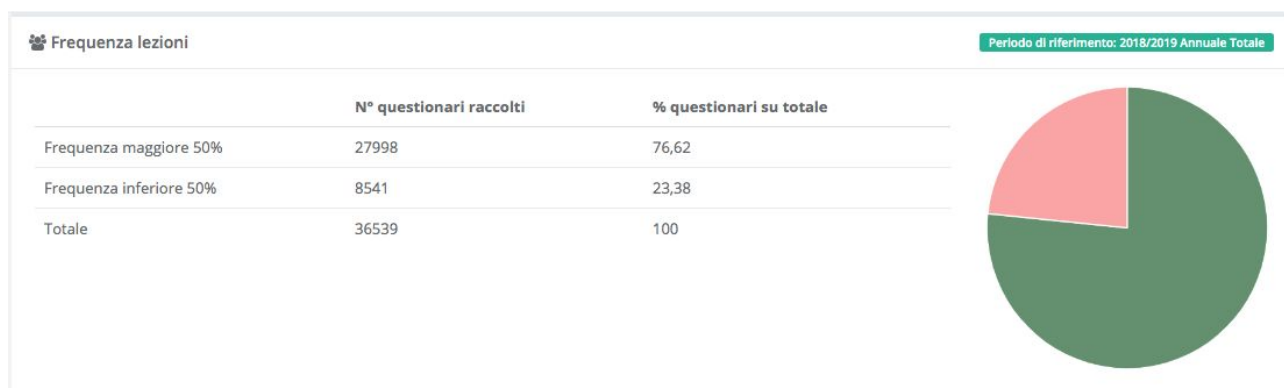 Frequenza lezioni
Periodo di riferimento: 2018/2019 Annuale Totale
N° questionari raccolti % questionari su totale
Frequenza maggiore 50% 27998 76,62
Frequenza inferiore 50% 8541 23,38
Totale 36539 100